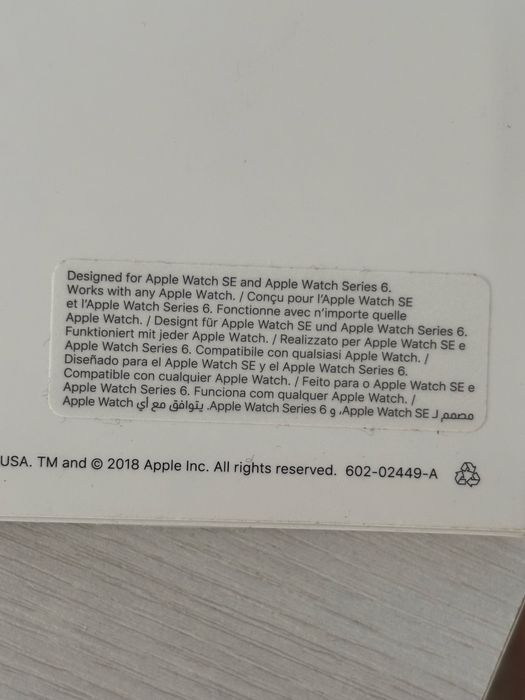 Designed for Apple Watch SE and Apple Watch Series 6.
Works with any Apple Watch. / Conçu pour l'Apple Watch SE
et l'Apple Watch Series 6. Fonctionne avec n'importe quelle
Apple Watch. / Designt für Apple Watch SE und Apple Watch Series 6.
Funktioniert mit jeder Apple Watch. / Realizzato per Apple Watch SE e
Apple Watch Series 6. Compatibile con qualsiasi Apple Watch. /
Diseñado para el Apple Watch SE y el Apple Watch Series 6.
Compatible con cualquier Apple Watch. / Feito para o Apple Watch SE e
Apple Watch Series 6. Funciona com qualquer Apple Watch. /
مصمم لـ Apple Watch SE، و Apple Watch Series 6. يتوافق مع أي Apple Watch
USA. TM and © 2018 Apple Inc. All rights reserved. 602-02449-A